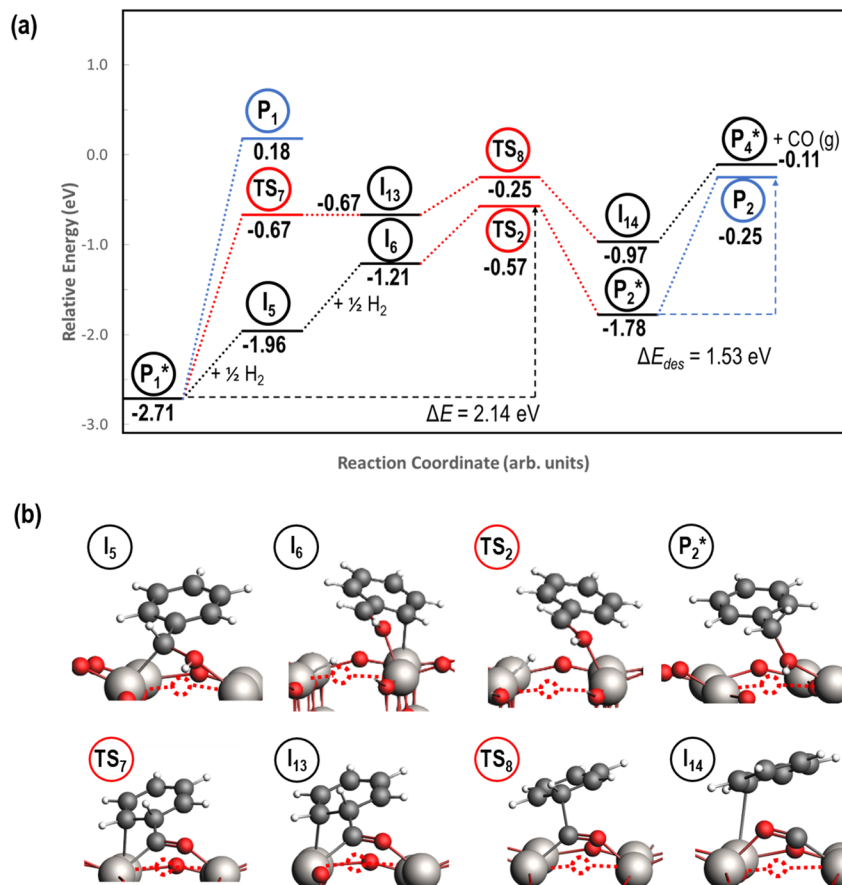 (a)
1.0
0.0
-1.0
-2.0
-3.0
Relative Energy (eV)
Reaction Coordinate (arb. units)
P₁*
-2.71
P₁
0.18
TS₇
-0.67
-0.67
I₁₃
I₅
-1.96
+ ½ H₂
+ ½ H₂
I₆
-1.21
TS₈
-0.25
TS₂
-0.57
I₁₄
-0.97
P₂*
-1.78
P₄* + CO (g)
-0.11
P₂
-0.25
ΔE = 2.14 eV
ΔE_des = 1.53 eV
(b)
I₅
I₆
TS₂
P₂*
TS₇
I₁₃
TS₈
I₁₄